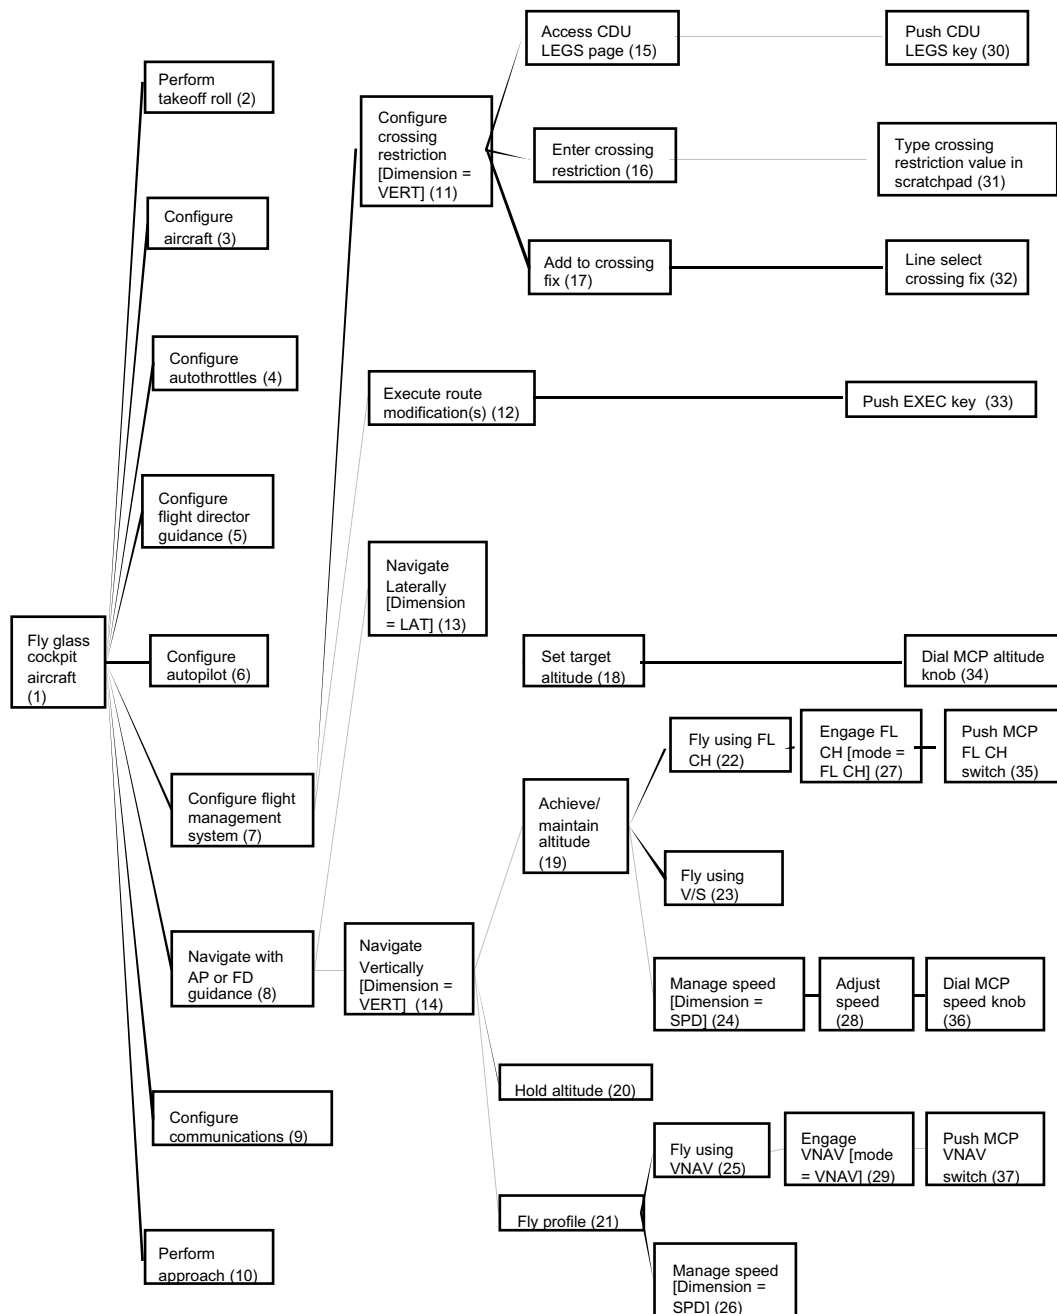 Access CDU
LEGS page (15)
Push CDU
LEGS key (30)
Perform
takeoff roll (2)
Configure
crossing
restriction
[Dimension =
VERT] (11)
Enter crossing
restriction (16)
Type crossing
restriction value in
scratchpad (31)
Configure
aircraft (3)
Add to crossing
fix (17)
Line select
crossing fix (32)
Configure
autothrottles (4)
Execute route
modification(s) (12)
Push EXEC key (33)
Configure
flight director
guidance (5)
Navigate
Laterally
[Dimension
= LAT] (13)
Fly glass
cockpit
aircraft
(1)
Configure
autopilot (6)
Set target
altitude (18)
Dial MCP altitude
knob (34)
Fly using FL
CH (22)
Engage FL
CH [mode =
FL CH] (27)
Push MCP
FL CH
switch (35)
Configure flight
management
system (7)
Achieve/
maintain
altitude
(19)
Fly using
V/S (23)
Navigate with
AP or FD
guidance (8)
Navigate
Vertically
[Dimension =
VERT] (14)
Manage speed
[Dimension =
SPD] (24)
Adjust
speed
(28)
Dial MCP
speed knob
(36)
Hold altitude (20)
Configure
communications (9)
Fly using
VNAV (25)
Engage
VNAV [mode
= VNAV] (29)
Push MCP
VNAV
switch (37)
Fly profile (21)
Perform
approach (10)
Manage speed
[Dimension =
SPD] (26)